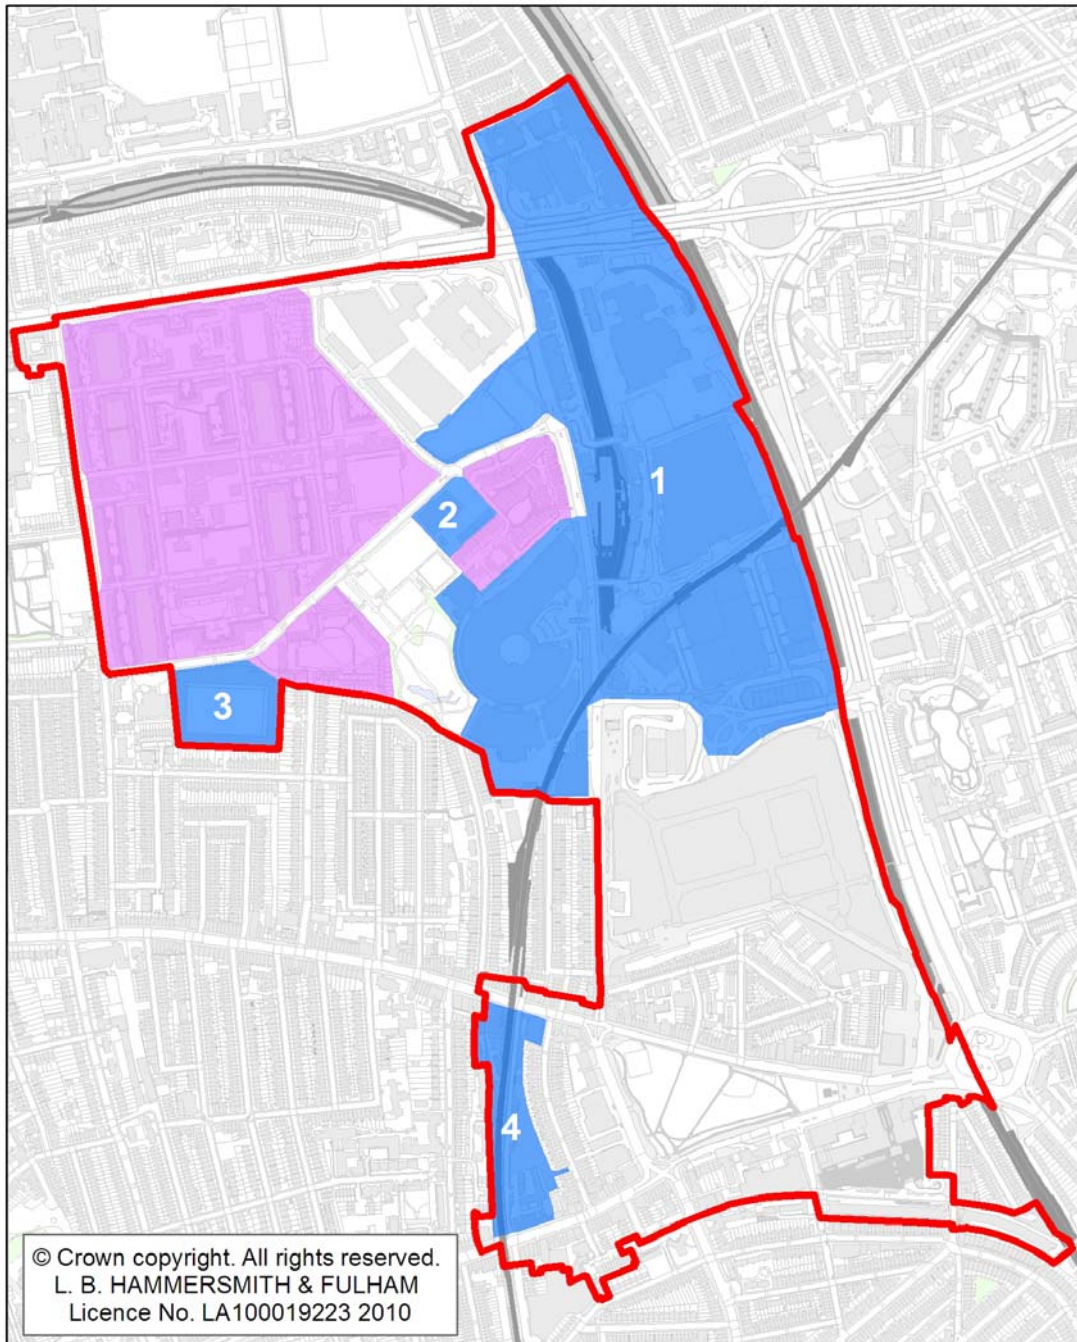 1
2
3
4
© Crown copyright. All rights reserved.
L. B. HAMMERSMITH & FULHAM
Licence No. LA100019223 2010